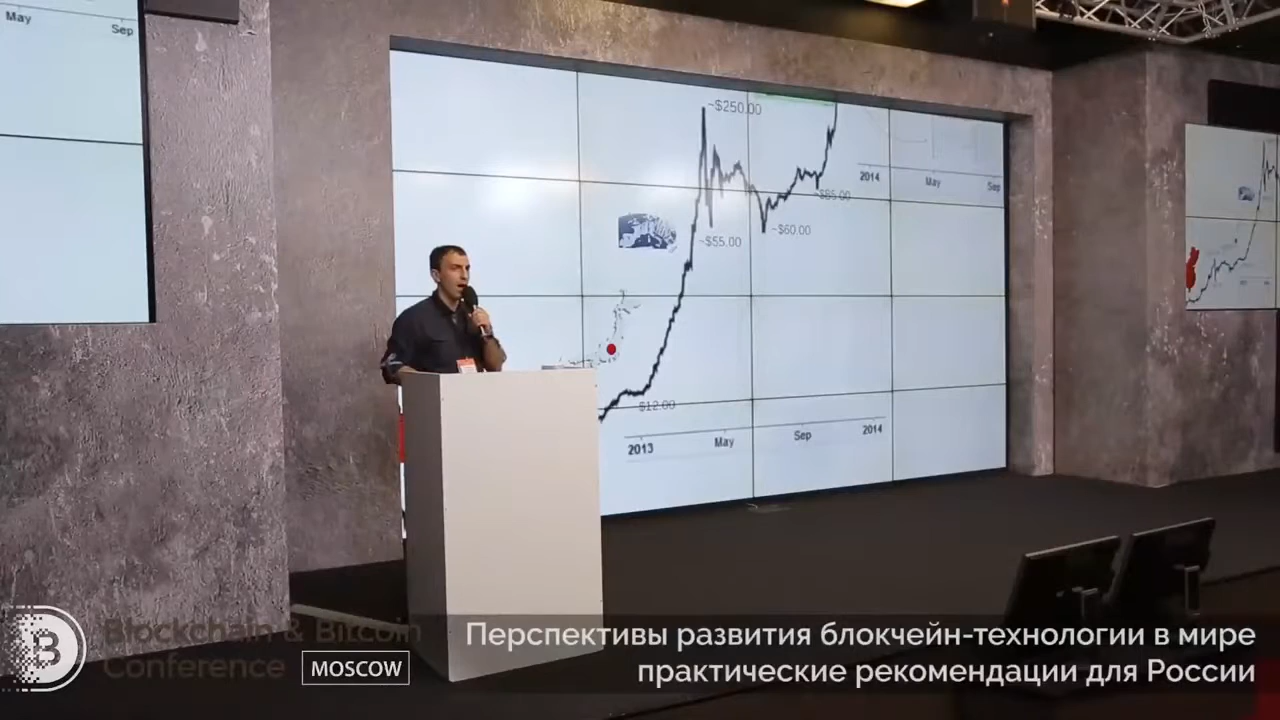 May
Sep
~$250.00
2014
May
Sep
~$85.00
~$55.00
~$60.00
$12.00
2013
May
Sep
2014
B
Blockchain & Bitcoin
Conference
MOSCOW
Перспективы развития блокчейн-технологии в мире
практические рекомендации для России